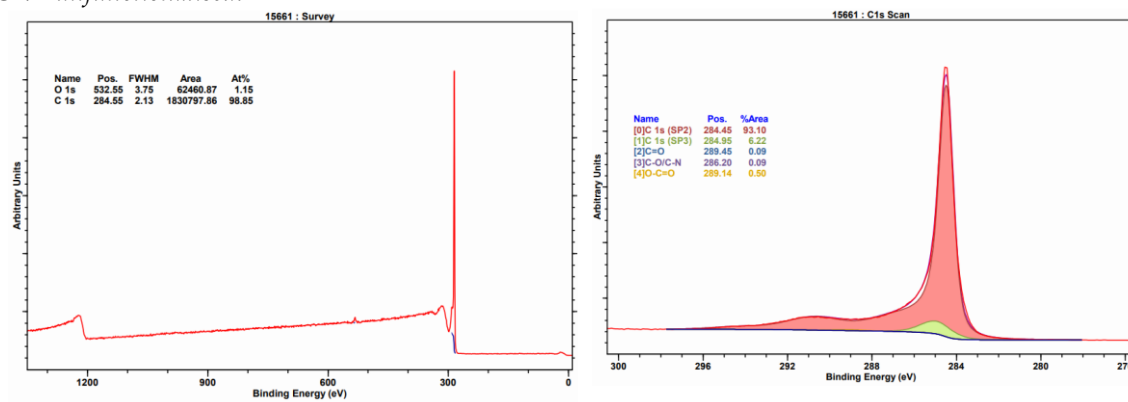 15661 : Survey
Name Pos. FWHM Area At%
O 1s 532.55 3.75 62460.87 1.15
C 1s 284.55 2.13 1830797.86 98.85
Arbitrary Units
1200 900 600 300 0
Binding Energy (eV)
15661 : C1s Scan
Name Pos. %Area
[0]C 1s (SP2) 284.45 93.10
[1]C 1s (SP3) 284.95 6.22
[2]C=O 289.45 0.09
[3]C-O/C-N 286.20 0.09
[4]O-C=O 289.14 0.50
Arbitrary Units
300 296 292 288 284 280
Binding Energy (eV)